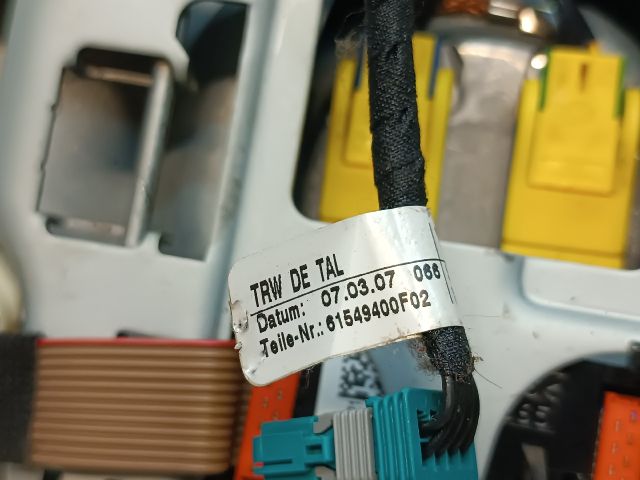 TRW DE TAL
Datum: 07.03.07 066
Teile-Nr.: 61549400F02